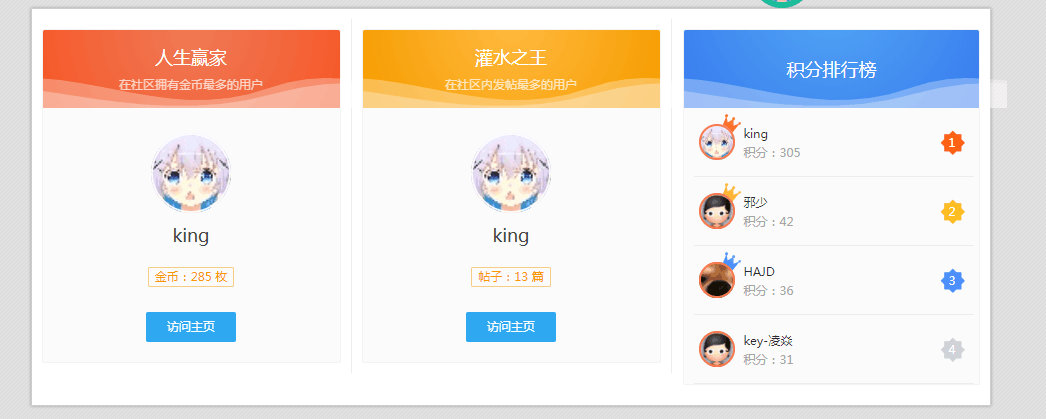 人生赢家
在社区拥有金币最多的用户
king
金币：285 枚
访问主页
灌水之王
在社区内发帖最多的用户
king
帖子：13 篇
访问主页
积分排行榜
king
积分：305
1
邪少
积分：42
2
HAJD
积分：36
3
key-凌焱
积分：31
4